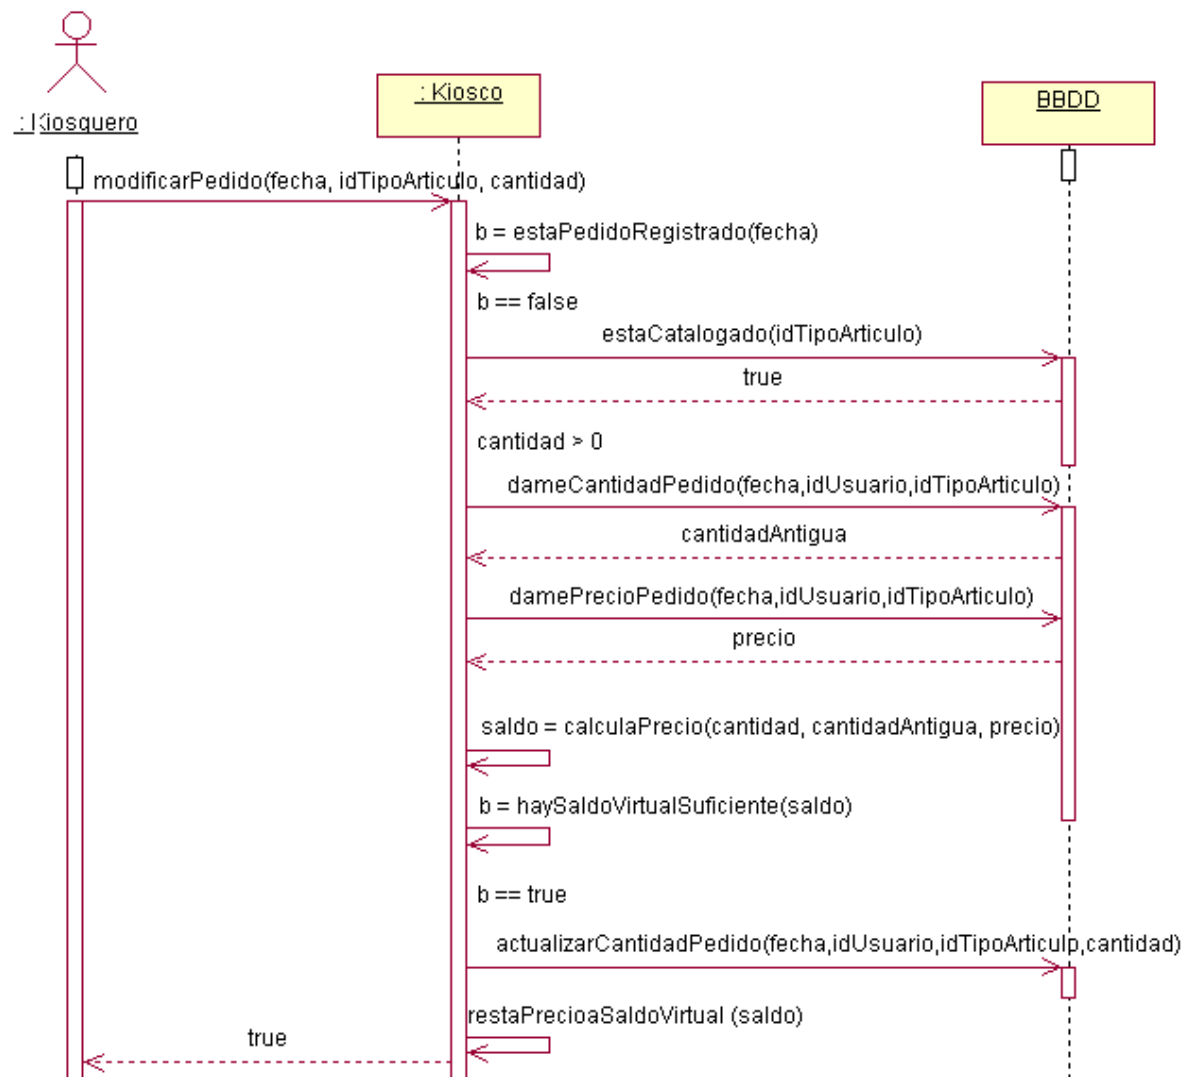 : Kiosquero
: Kiosco
BBDD
modificarPedido(fecha, idTipoArticulo, cantidad)
b = estaPedidoRegistrado(fecha)
b == false
estaCatalogado(idTipoArticulo)
true
cantidad > 0
dameCantidadPedido(fecha,idUsuario,idTipoArticulo)
cantidadAntigua
damePrecioPedido(fecha,idUsuario,idTipoArticulo)
precio
saldo = calculaPrecio(cantidad, cantidadAntigua, precio)
b = haySaldoVirtualSuficiente(saldo)
b == true
actualizarCantidadPedido(fecha,idUsuario,idTipoArticulo,cantidad)
restaPrecioaSaldoVirtual (saldo)
true